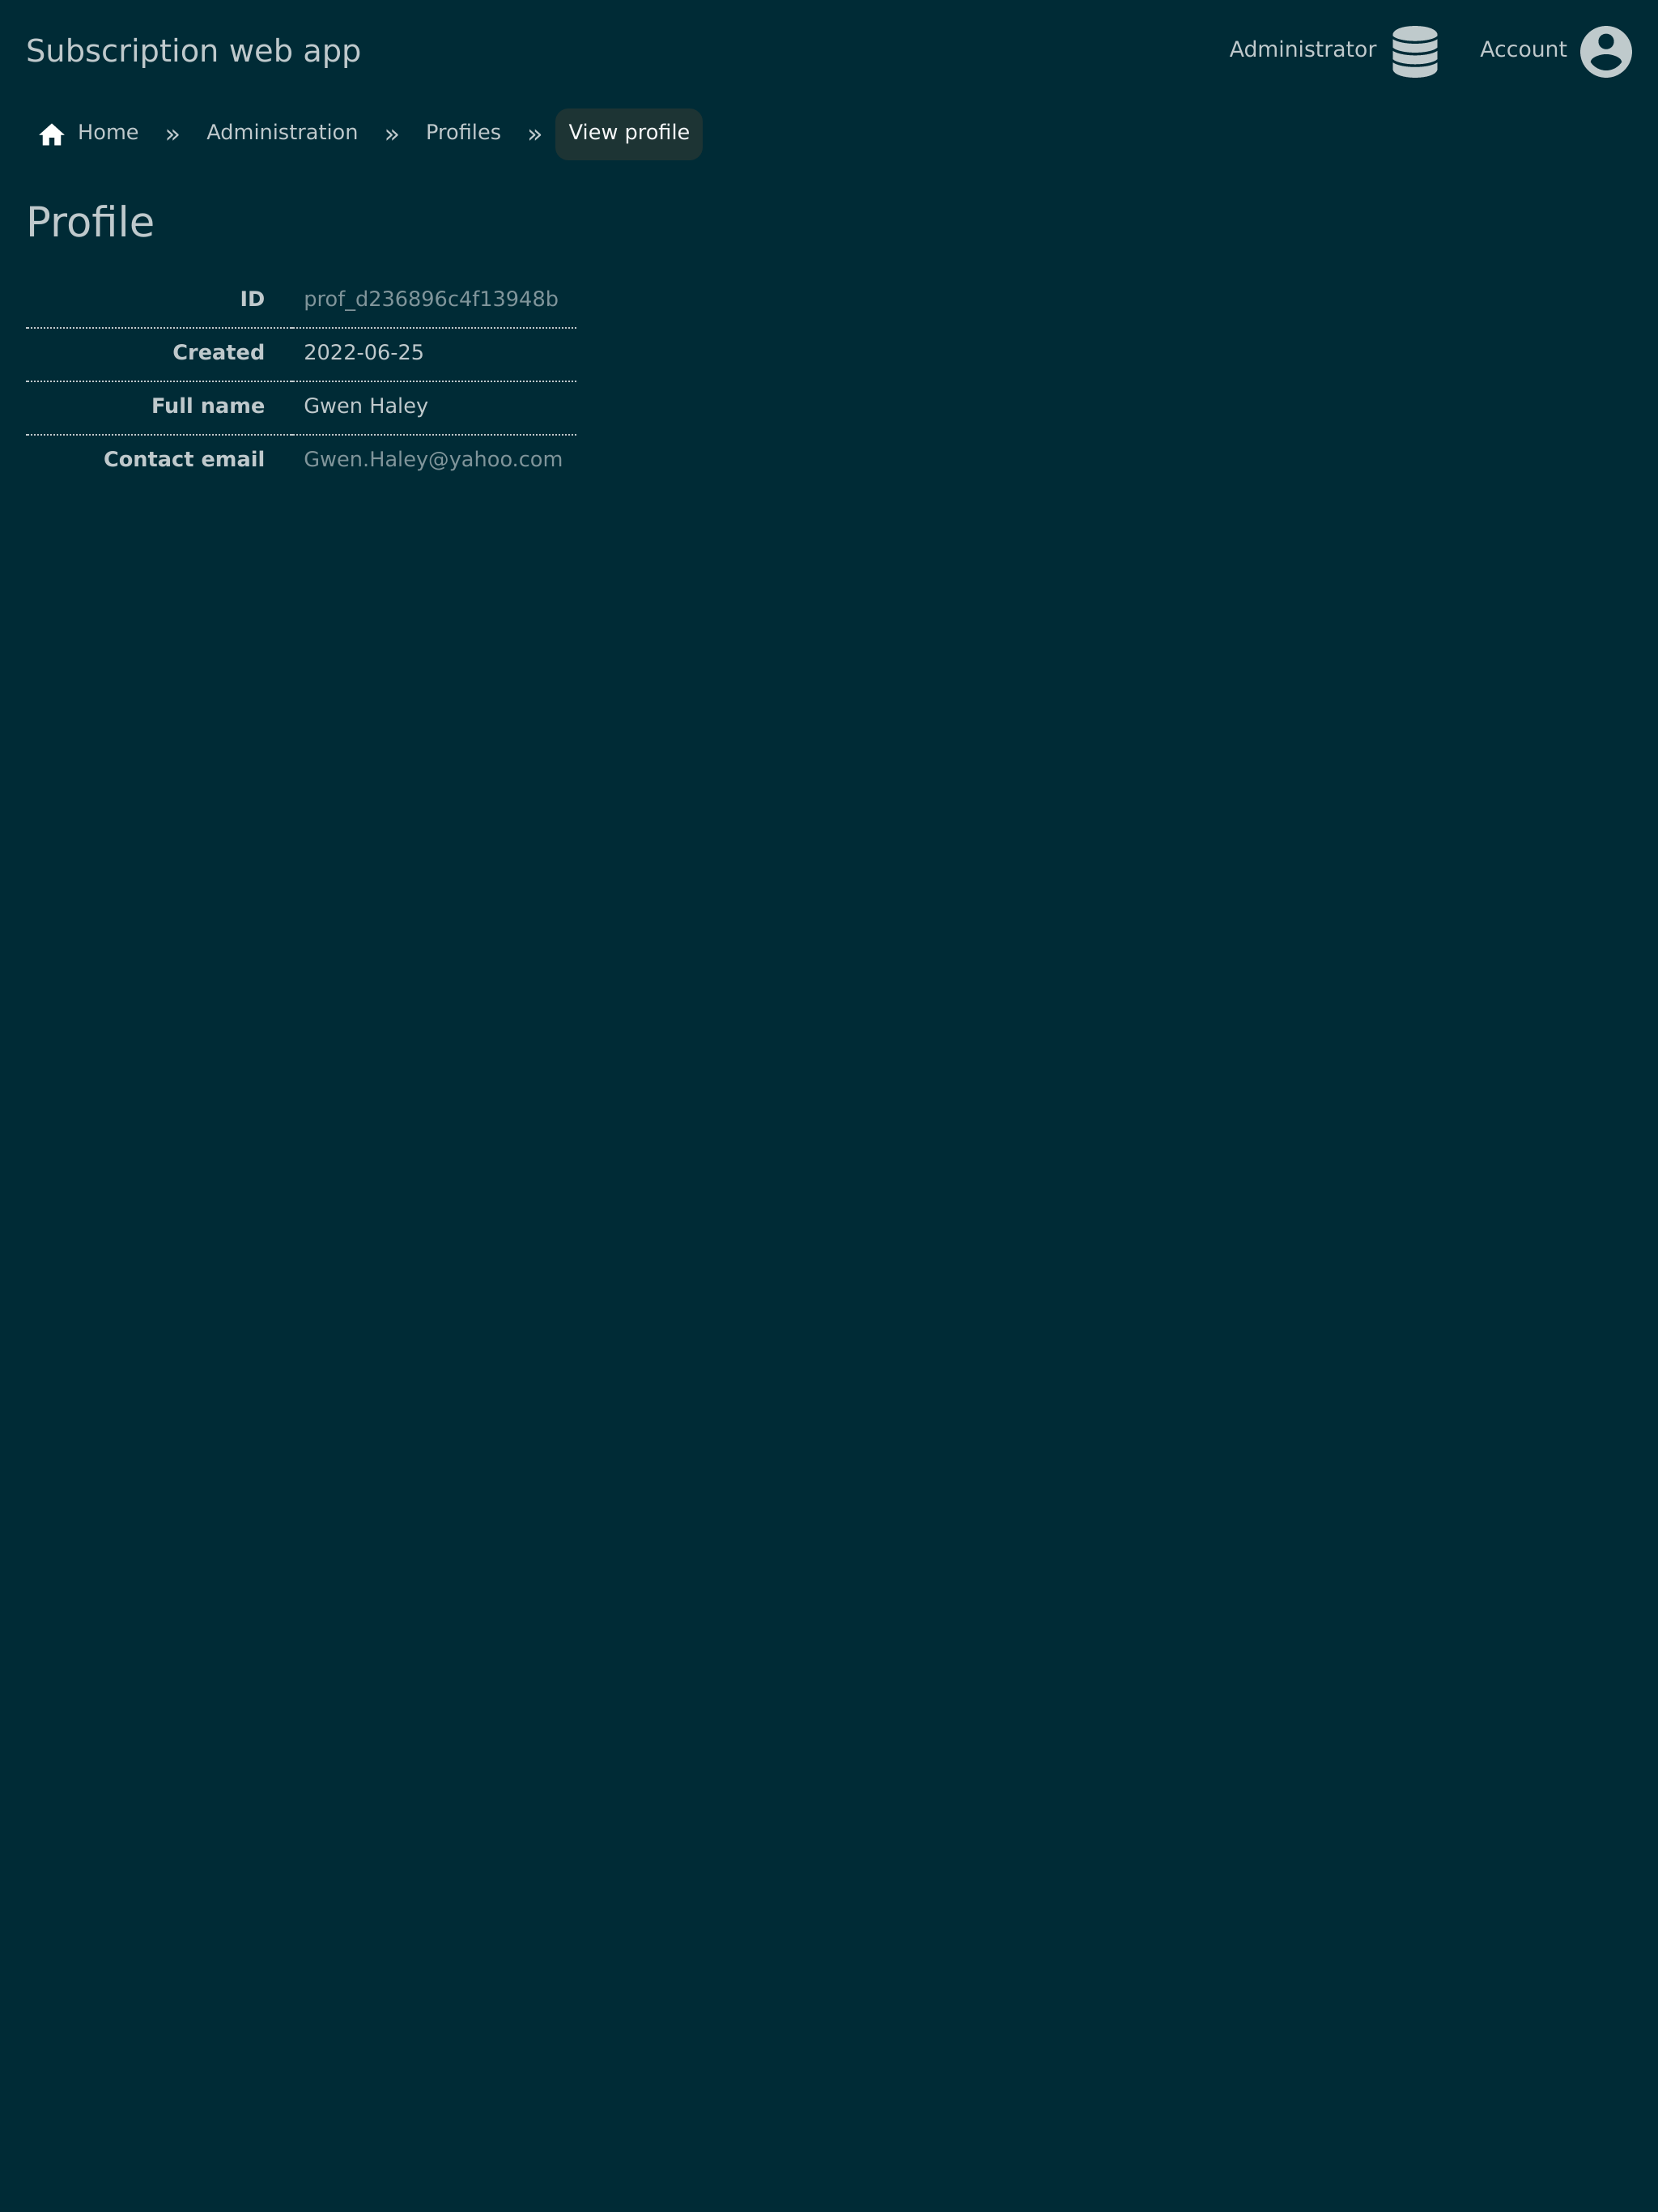 Subscription web app
Administrator
Account
Home » Administration » Profiles » View profile
Profile
ID prof_d236896c4f13948b
Created 2022-06-25
Full name Gwen Haley
Contact email Gwen.Haley@yahoo.com